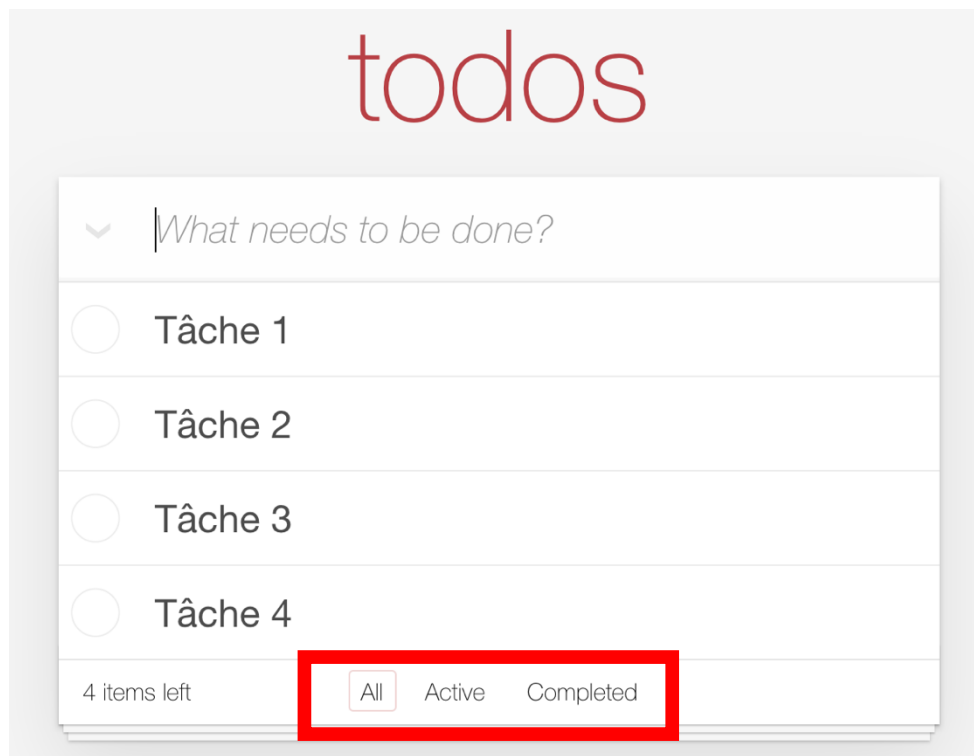 todos
What needs to be done?
Tâche 1
Tâche 2
Tâche 3
Tâche 4
4 items left All Active Completed